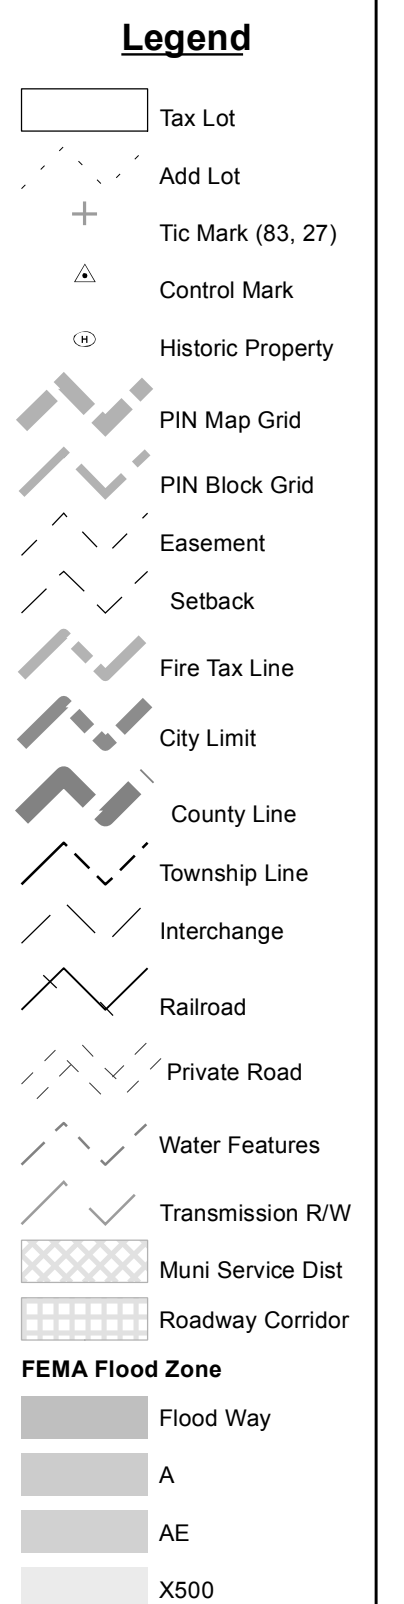 Legend
Tax Lot
Add Lot
Tic Mark (83, 27)
Control Mark
H
Historic Property
PIN Map Grid
PIN Block Grid
Easement
Setback
Fire Tax Line
City Limit
County Line
Township Line
Interchange
Railroad
Private Road
Water Features
Transmission R/W
Muni Service Dist
Roadway Corridor
FEMA Flood Zone
Flood Way
A
AE
X500